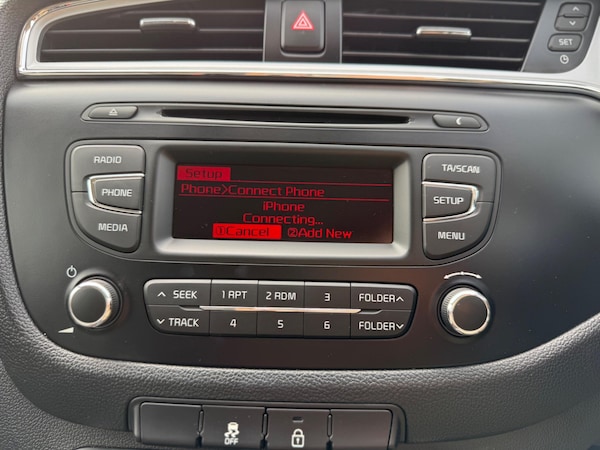 SET
RADIO
PHONE
MEDIA
Setup
Phone>Connect Phone
iPhone
Connecting...
①Cancel ②Add New
TA/SCAN
SETUP
MENU
∧ SEEK 1 RPT 2 RDM 3 FOLDER ∧
∨ TRACK 4 5 6 FOLDER ∨
OFF